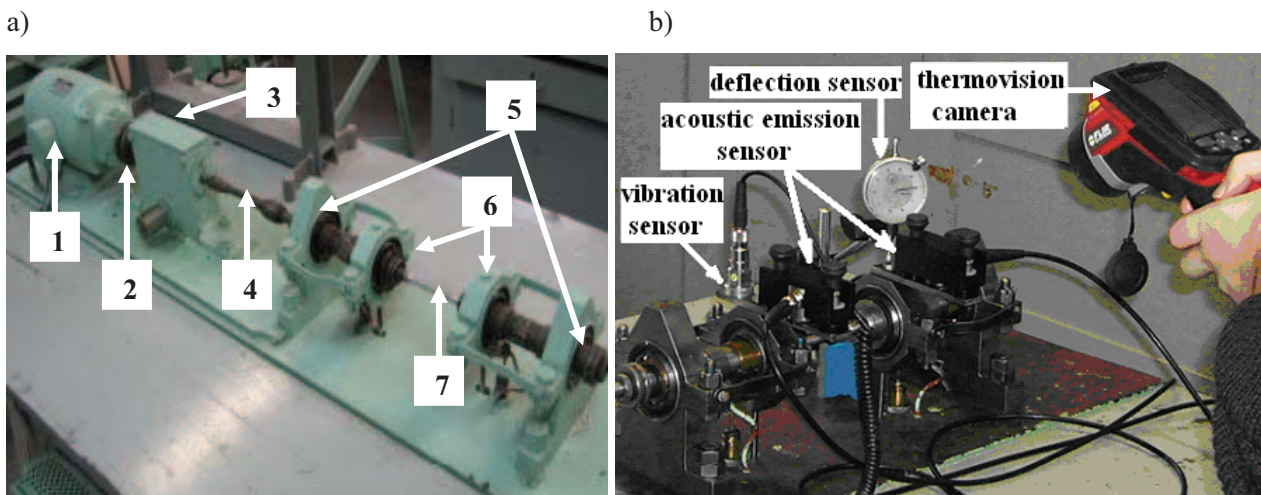 a)
b)
1
2
3
4
5
6
7
deflection sensor
thermovision
camera
acoustic emission
sensor
vibration
sensor